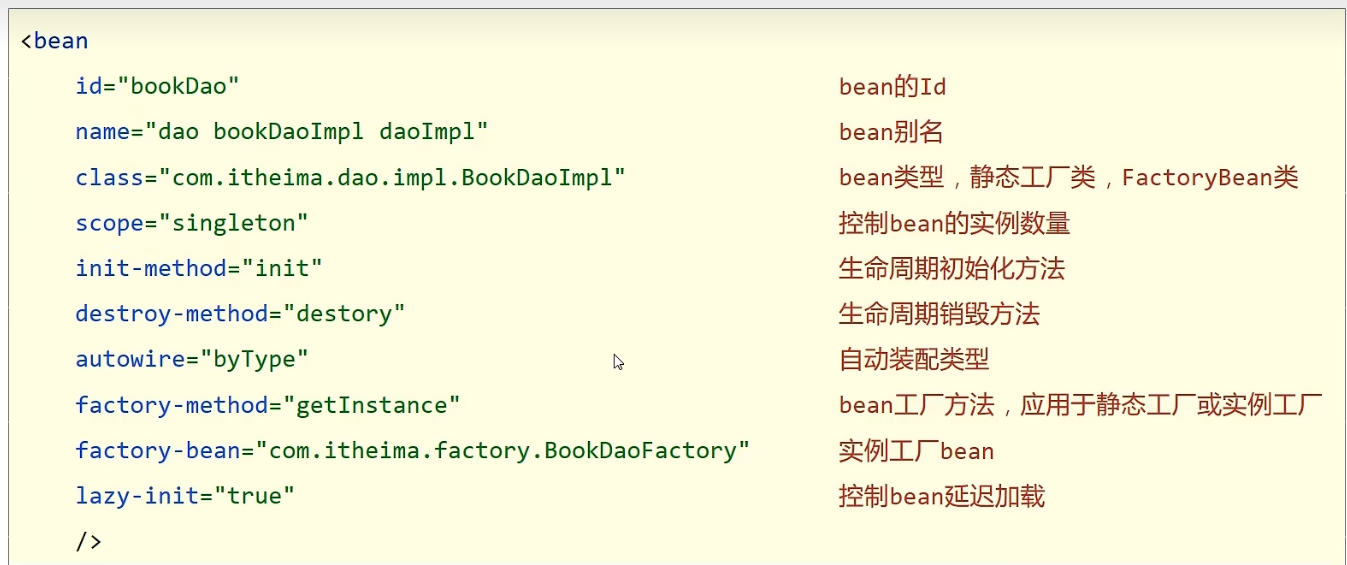 <bean
id="bookDao" bean的Id
name="dao bookDaoImpl daoImpl" bean别名
class="com.itheima.dao.impl.BookDaoImpl" bean类型，静态工厂类，FactoryBean类
scope="singleton" 控制bean的实例数量
init-method="init" 生命周期初始化方法
destroy-method="destory" 生命周期销毁方法
autowire="byType" 自动装配类型
factory-method="getInstance" bean工厂方法，应用于静态工厂或实例工厂
factory-bean="com.itheima.factory.BookDaoFactory" 实例工厂bean
lazy-init="true" 控制bean延迟加载
/>